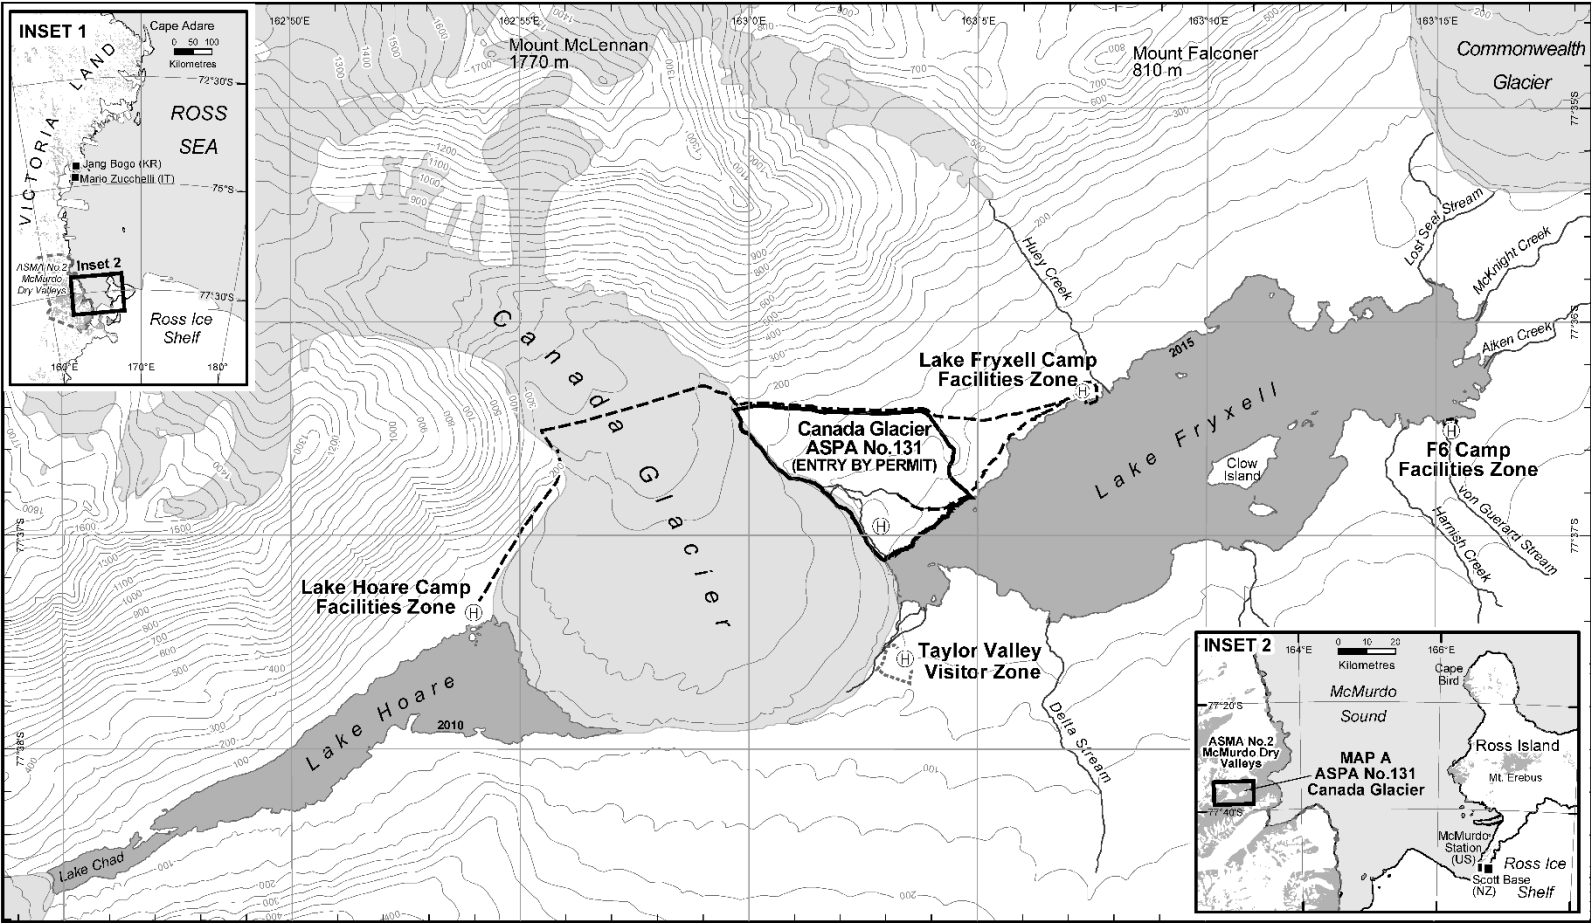 INSET 1
Cape Adare
0 50 100
Kilometres
LAND
VICTORIA
72°30'S
ROSS
SEA
Jang Bogo (KR)
Mario Zucchelli (IT)
75°S
Inset 2
ASMA No.2
McMurdo
Dry Valleys
77°30'S
Ross Ice
Shelf
160°E
170°E
180°
162°50'E
162°55'E
163°0'E
163°5'E
163°10'E
163°15'E
Mount McLennan
1770 m
Mount Falconer
810 m
Commonwealth
Glacier
77°35'S
Lost Seal Stream
McKnight Creek
Huey Creek
77°36'S
Aiken Creek
2015
Canada Glacier
Lake Fryxell Camp
Facilities Zone
H
Canada Glacier
ASPA No.131
(ENTRY BY PERMIT)
H
Lake Fryxell
Clow
Island
H
F6 Camp
Facilities Zone
von Guerard Stream
Harnish Creek
77°37'S
77°37'S
Lake Hoare Camp
Facilities Zone
H
H
Taylor Valley
Visitor Zone
Delta Stream
Lake Hoare
2010
77°38'S
Lake Chad
INSET 2
164°E
0 10 20
Kilometres
166°E
Cape
Bird
McMurdo
Sound
77°20'S
ASMA No.2
McMurdo Dry
Valleys
MAP A
ASPA No.131
Canada Glacier
Ross Island
Mt. Erebus
77°40'S
McMurdo
Station
(US)
Scott Base
(NZ)
Ross Ice
Shelf